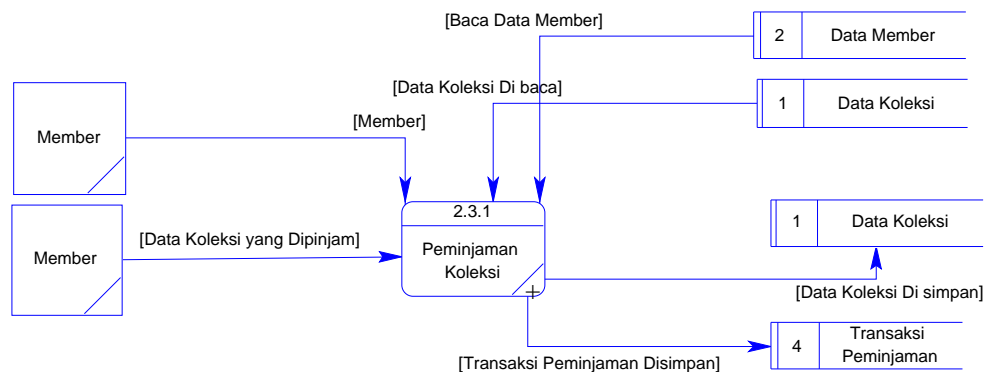 [Baca Data Member]
2 Data Member
[Data Koleksi Di baca]
1 Data Koleksi
[Member]
Member
2.3.1
Peminjaman
Koleksi
Member
[Data Koleksi yang Dipinjam]
1 Data Koleksi
[Data Koleksi Di simpan]
4 Transaksi
Peminjaman
[Transaksi Peminjaman Disimpan]